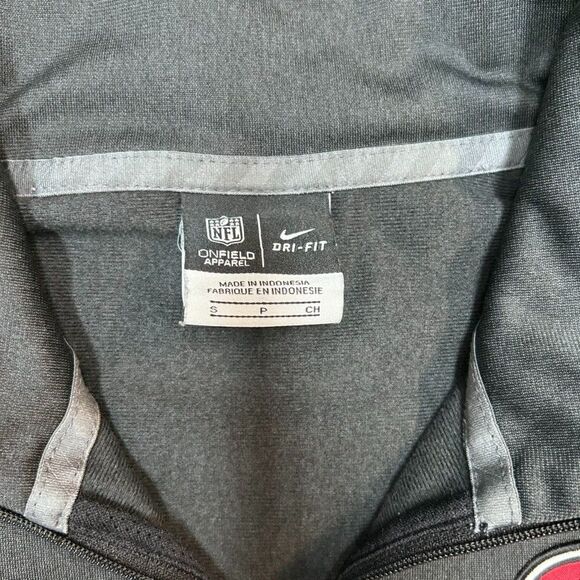 NFL
ONFIELD
APPAREL
DRI-FIT
MADE IN INDONESIA
FABRIQUE EN INDONESIE
S P CH